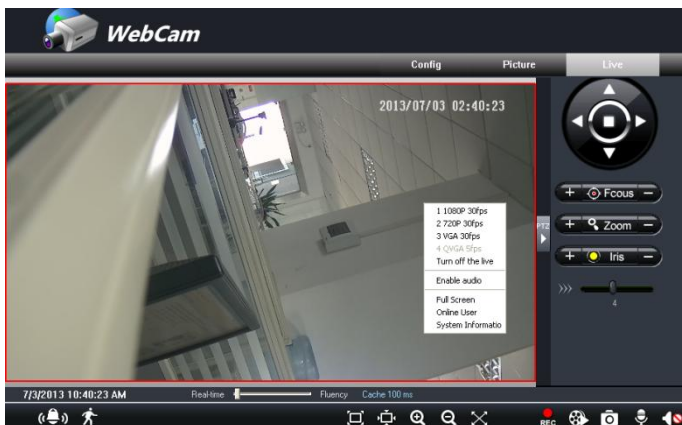 WebCam
Config Picture Live
2013/07/03 02:40:23
1 1080P 30fps
2 720P 30fps
3 VGA 30fps
4 QVGA 5fps
Turn off the live
Enable audio
Full Screen
Online User
System Informatio
PTZ
+ Fcous −
+ Zoom −
+ Iris −
>>>
4
7/3/2013 10:40:23 AM Real-time Fluency Cache 100 ms
REC